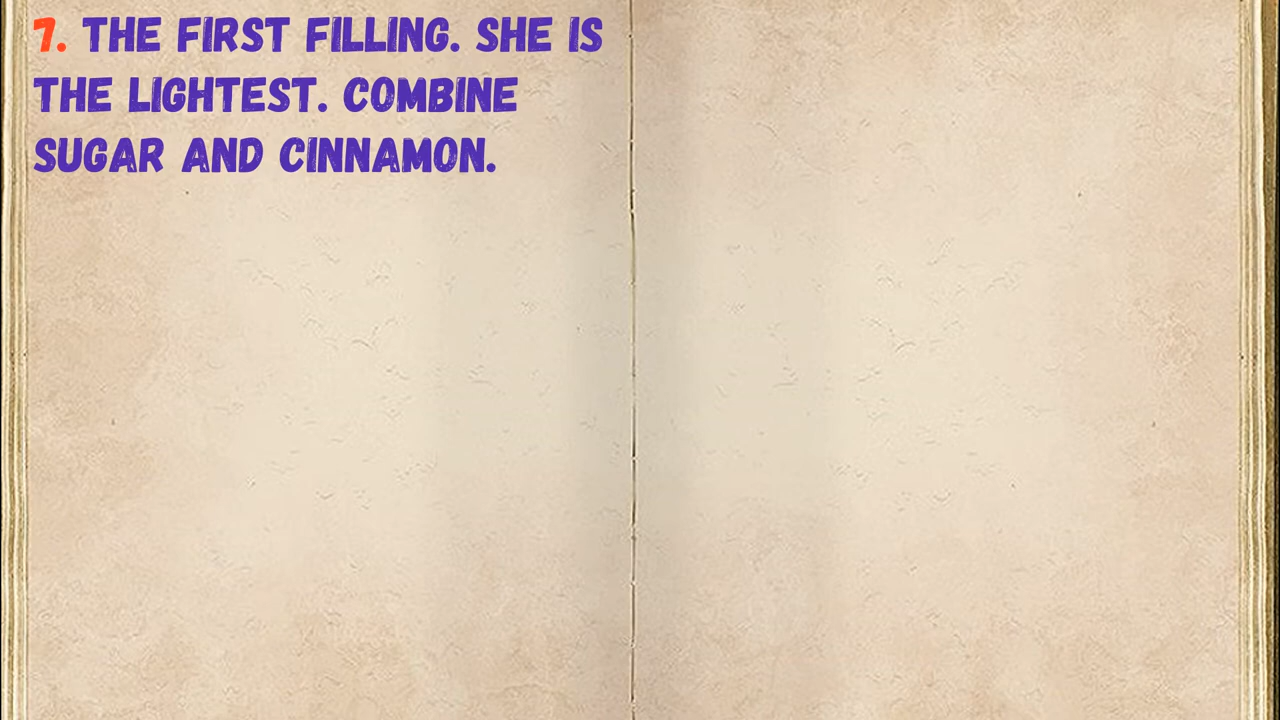 7. THE FIRST FILLING. SHE IS
THE LIGHTEST. COMBINE
SUGAR AND CINNAMON.